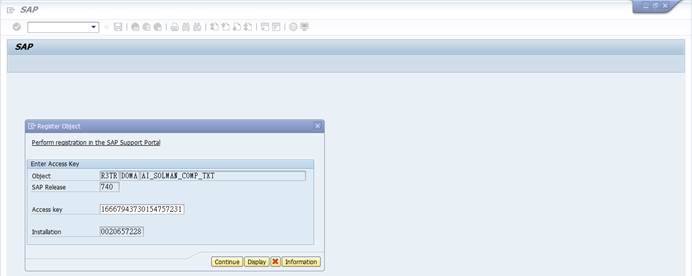 SAP
SAP
Register Object
Perform registration in the SAP Support Portal
Enter Access Key
Object R3TR DOMA AI_SOLMAN_COMP_TXT
SAP Release 740
Access key 16667943730154757231
Installation 0020657228
Continue Display Information